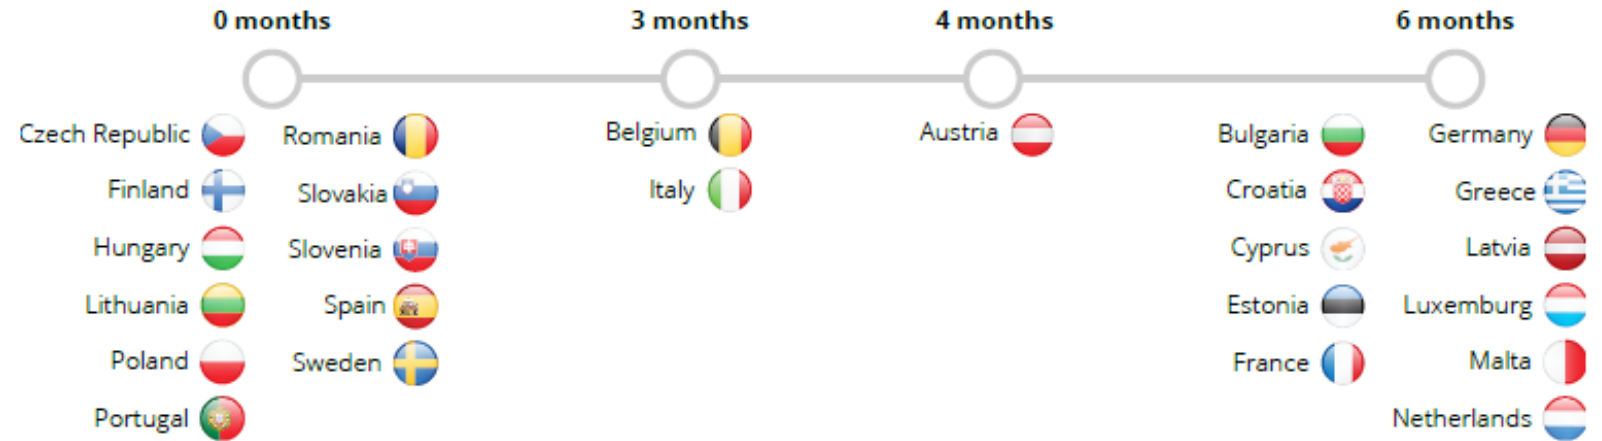 0 months
3 months
4 months
6 months
Czech Republic
Finland
Hungary
Lithuania
Poland
Portugal
Romania
Slovakia
Slovenia
Spain
Sweden
Belgium
Italy
Austria
Bulgaria
Croatia
Cyprus
Estonia
France
Germany
Greece
Latvia
Luxemburg
Malta
Netherlands